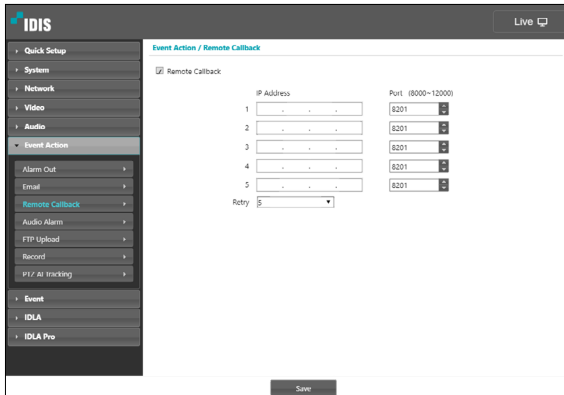 IDIS
Live
Quick Setup
System
Network
Video
Audio
Event Action
Alarm Out
Email
Remote Callback
Audio Alarm
FTP Upload
Record
PTZ AI tracking
Event
IDLA
IDLA Pro
Event Action / Remote Callback
Remote Callback
IP Address Port (8000~12000)
1 . . . 8201
2 . . . 8201
3 . . . 8201
4 . . . 8201
5 . . . 8201
Retry 5
Save